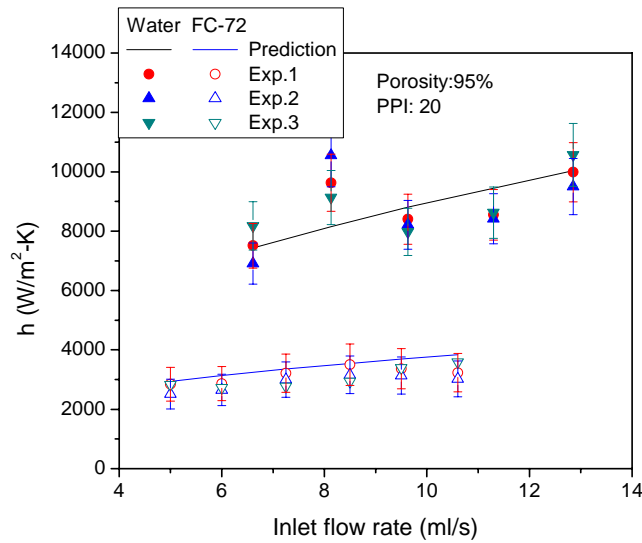 Water FC-72
Prediction
Exp.1
Exp.2
Exp.3
Porosity:95%
PPI: 20
14000
12000
10000
8000
6000
4000
2000
0
h (W/m²-K)
4 6 8 10 12 14
Inlet flow rate (ml/s)